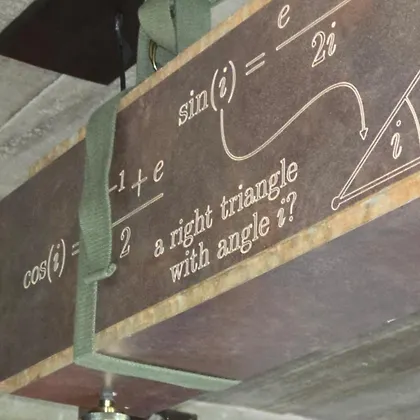 sin(i) = e
2i
i
cos(i) = -1 + e
2
a right triangle
with angle i?